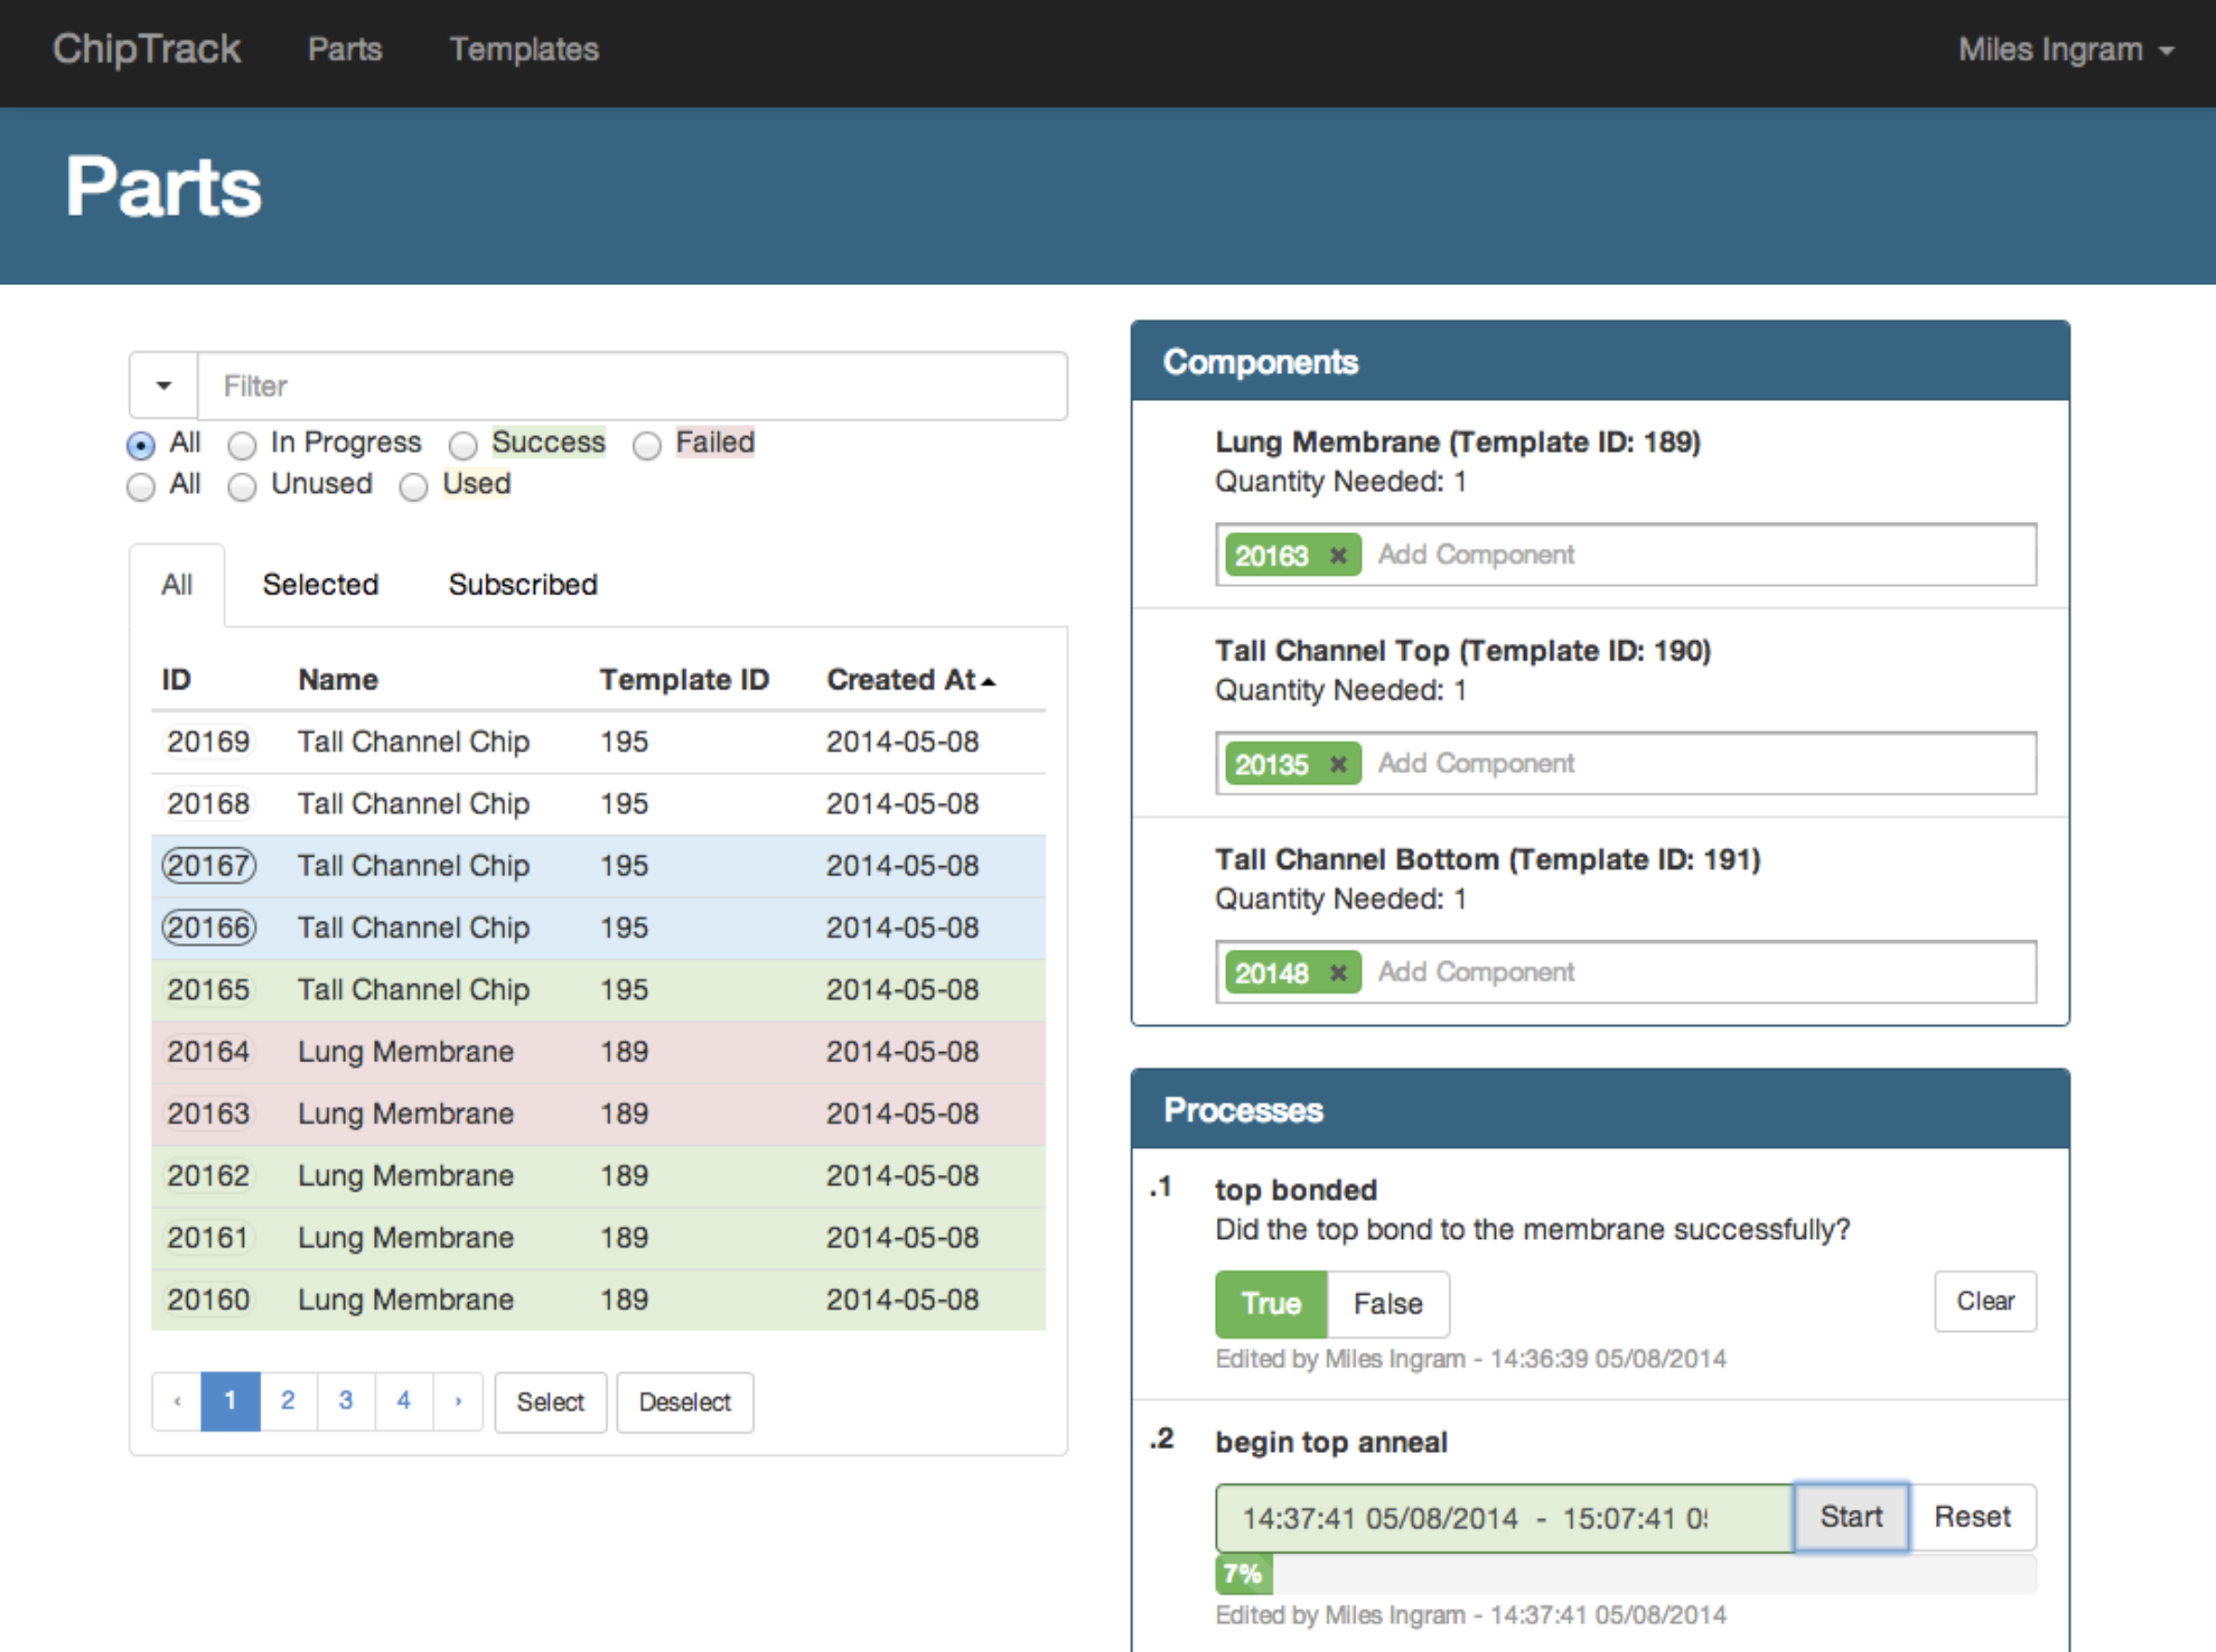 ChipTrack Parts Templates Miles Ingram
Parts
Filter
All In Progress Success Failed
All Unused Used
All Selected Subscribed
ID Name Template ID Created At
20169 Tall Channel Chip 195 2014-05-08
20168 Tall Channel Chip 195 2014-05-08
20167 Tall Channel Chip 195 2014-05-08
20166 Tall Channel Chip 195 2014-05-08
20165 Tall Channel Chip 195 2014-05-08
20164 Lung Membrane 189 2014-05-08
20163 Lung Membrane 189 2014-05-08
20162 Lung Membrane 189 2014-05-08
20161 Lung Membrane 189 2014-05-08
20160 Lung Membrane 189 2014-05-08
‹ 1 2 3 4 › Select Deselect
Components
Lung Membrane (Template ID: 189)
Quantity Needed: 1
20163 × Add Component
Tall Channel Top (Template ID: 190)
Quantity Needed: 1
20135 × Add Component
Tall Channel Bottom (Template ID: 191)
Quantity Needed: 1
20148 × Add Component
Processes
.1 top bonded
Did the top bond to the membrane successfully?
True False Clear
Edited by Miles Ingram - 14:36:39 05/08/2014
.2 begin top anneal
14:37:41 05/08/2014 - 15:07:41 Start Reset
7%
Edited by Miles Ingram - 14:37:41 05/08/2014